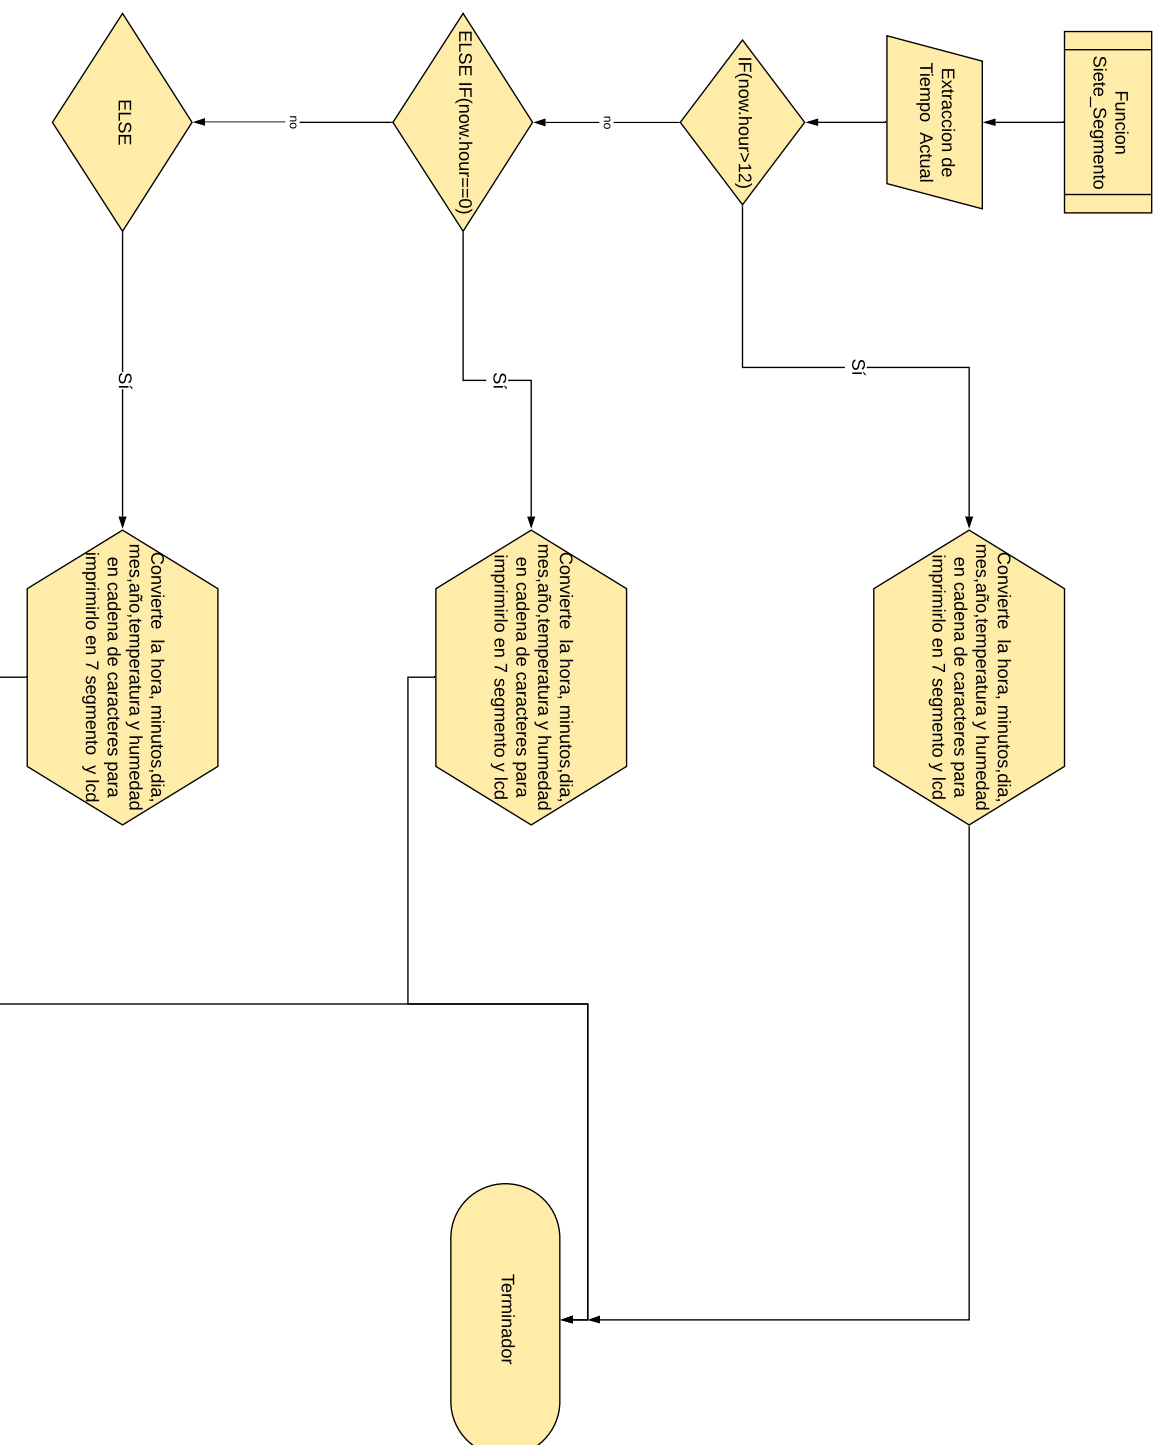 Funcion
Siete_Segmento
Extraccion de
Tiempo Actual
IF(now.hour>12)
no
Sí
ELSE IF(now.hour==0)
no
Sí
ELSE
Sí
Convierte la hora, minutos,dia,
mes,año,temperatura y humedad
en cadena de caracteres para
imprimirlo en 7 segmento y lcd
Convierte la hora, minutos,dia,
mes,año,temperatura y humedad
en cadena de caracteres para
imprimirlo en 7 segmento y lcd
Convierte la hora, minutos,dia,
mes,año,temperatura y humedad
en cadena de caracteres para
imprimirlo en 7 segmento y lcd
Terminador